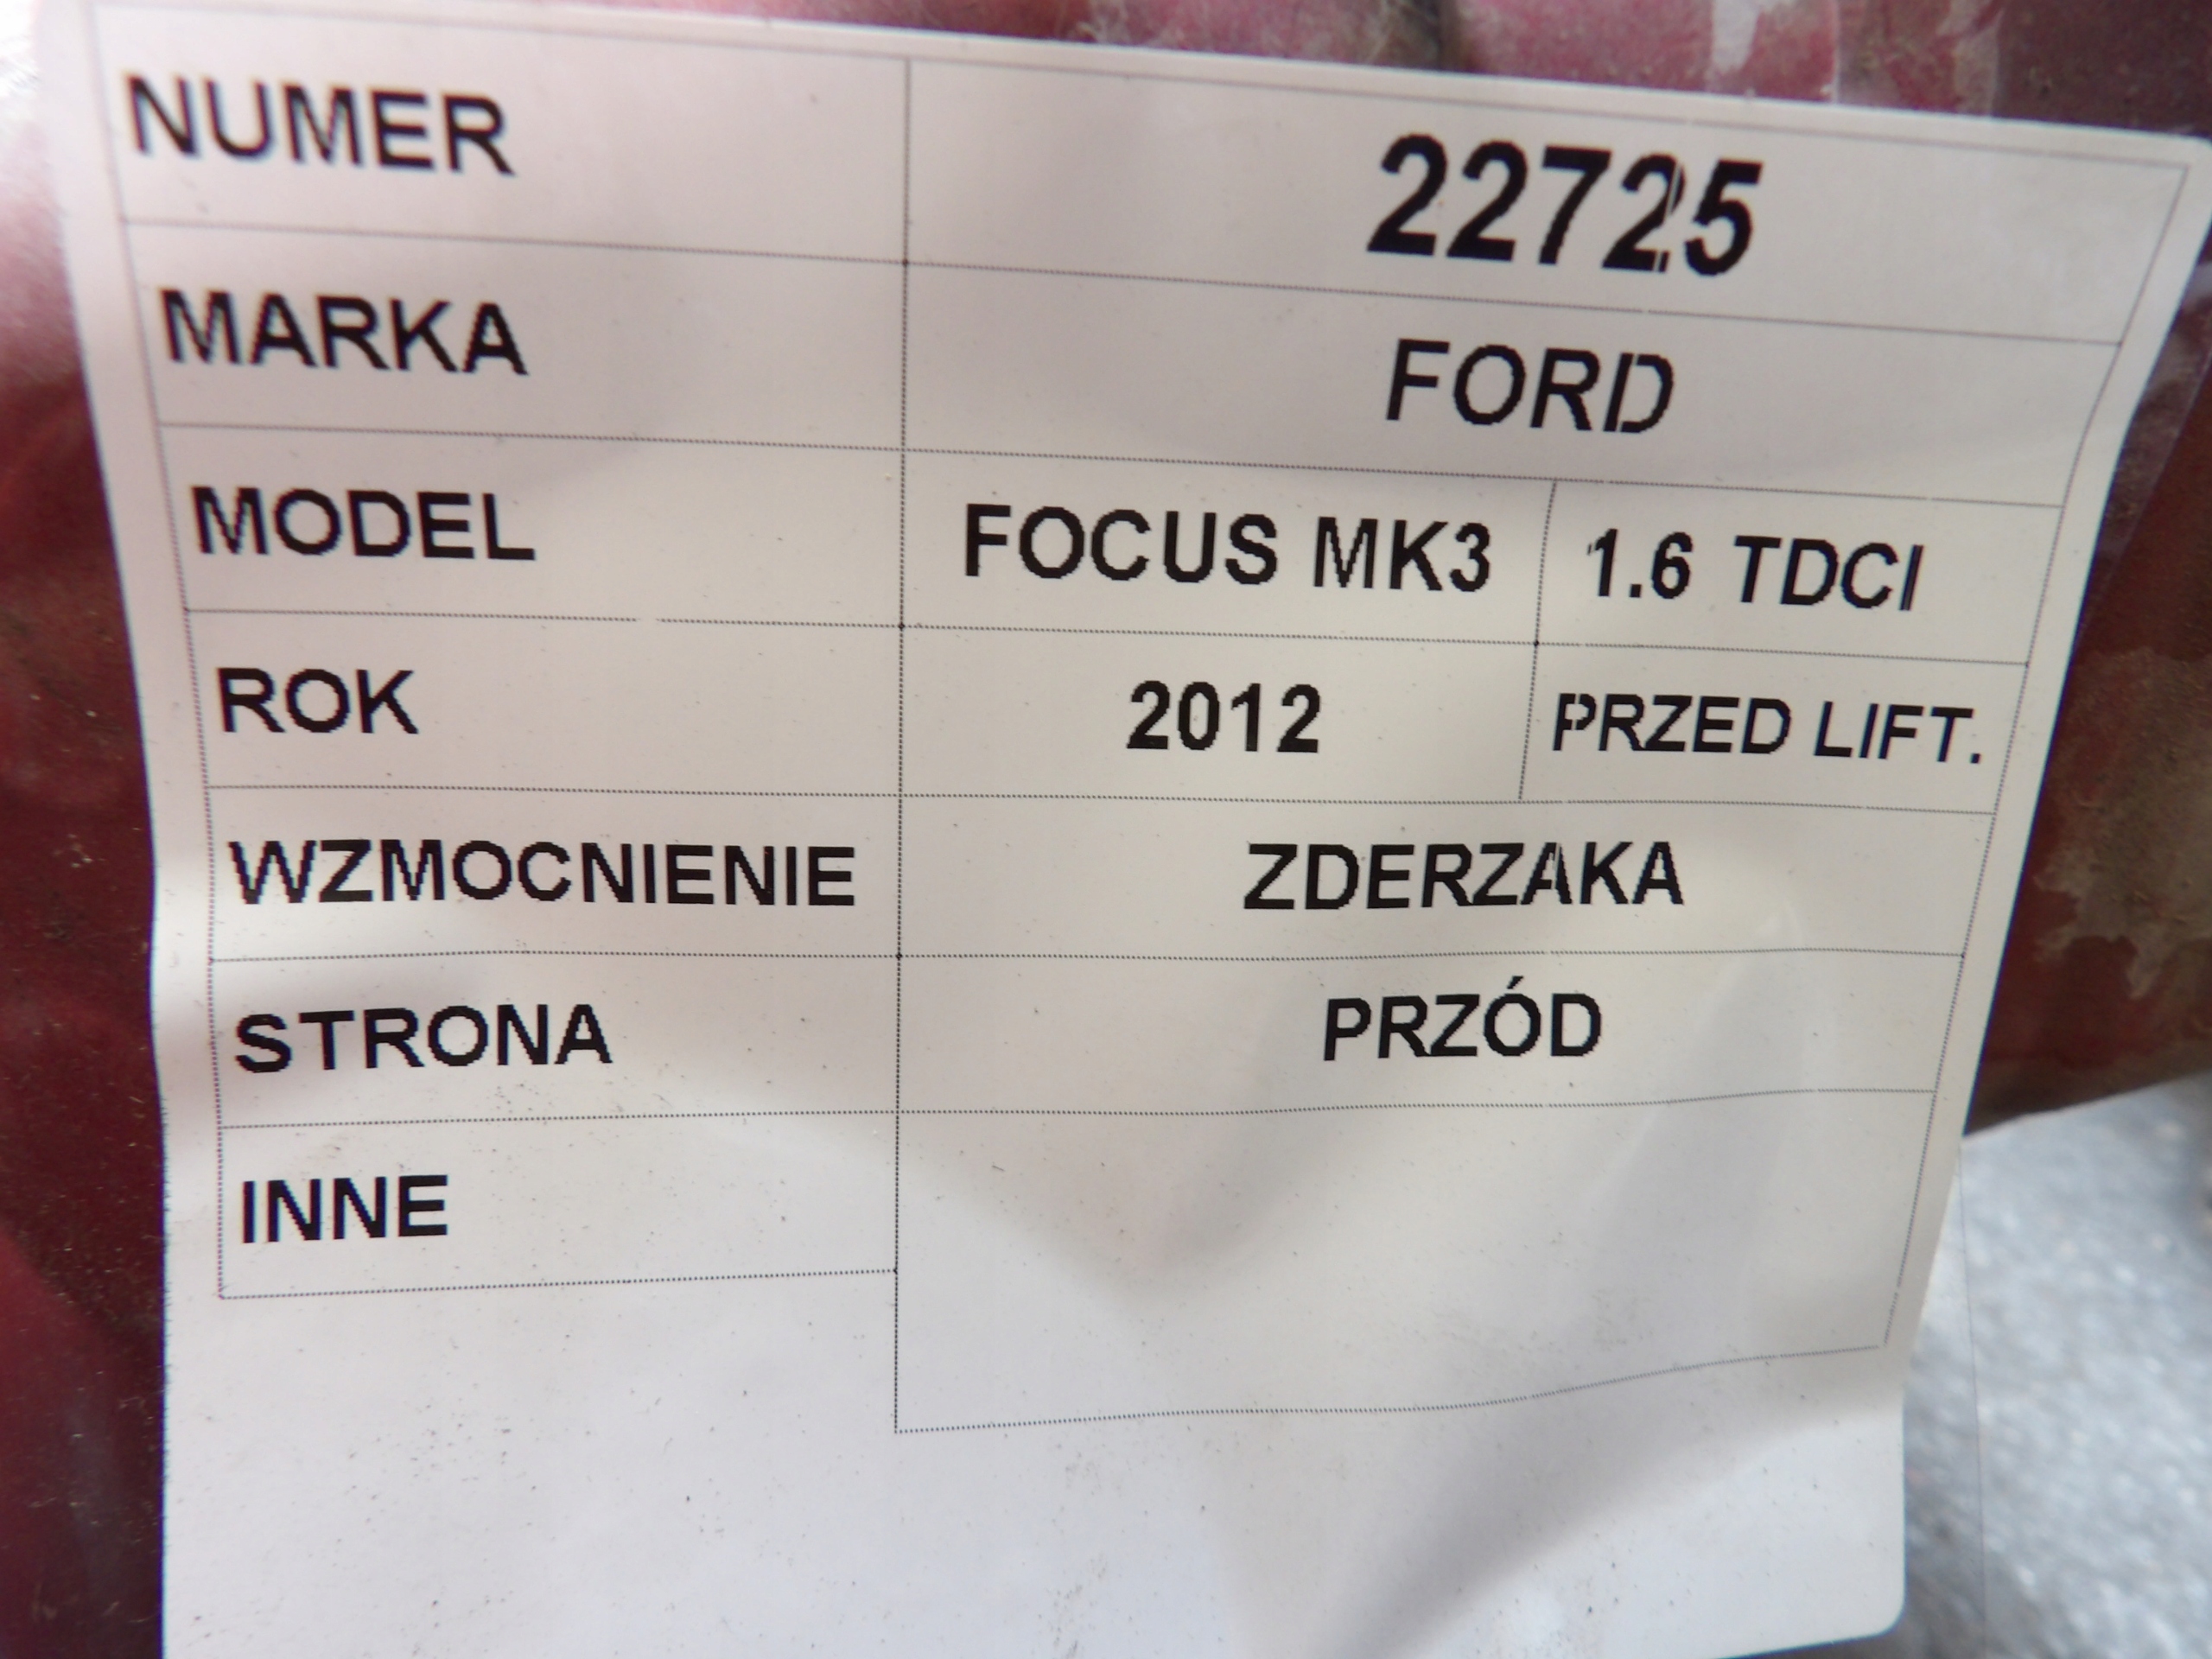 NUMER 22725
MARKA FORD
MODEL FOCUS MK3 1.6 TDCI
ROK 2012 PRZED LIFT.
WZMOCNIENIE ZDERZAKA
STRONA PRZÓD
INNE